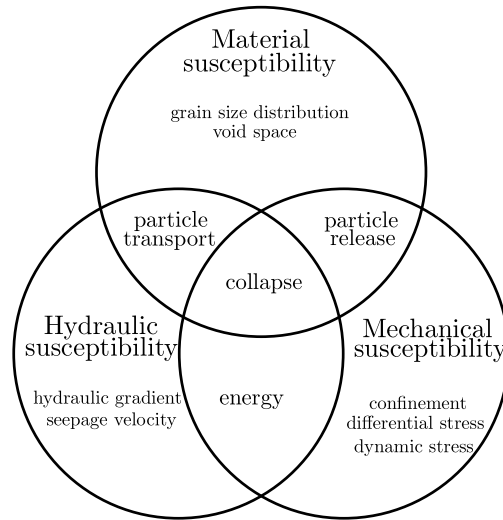 Material
susceptibility
grain size distribution
void space
particle
transport
particle
release
collapse
Hydraulic
susceptibility
Mechanical
susceptibility
hydraulic gradient
seepage velocity
energy
confinement
differential stress
dynamic stress